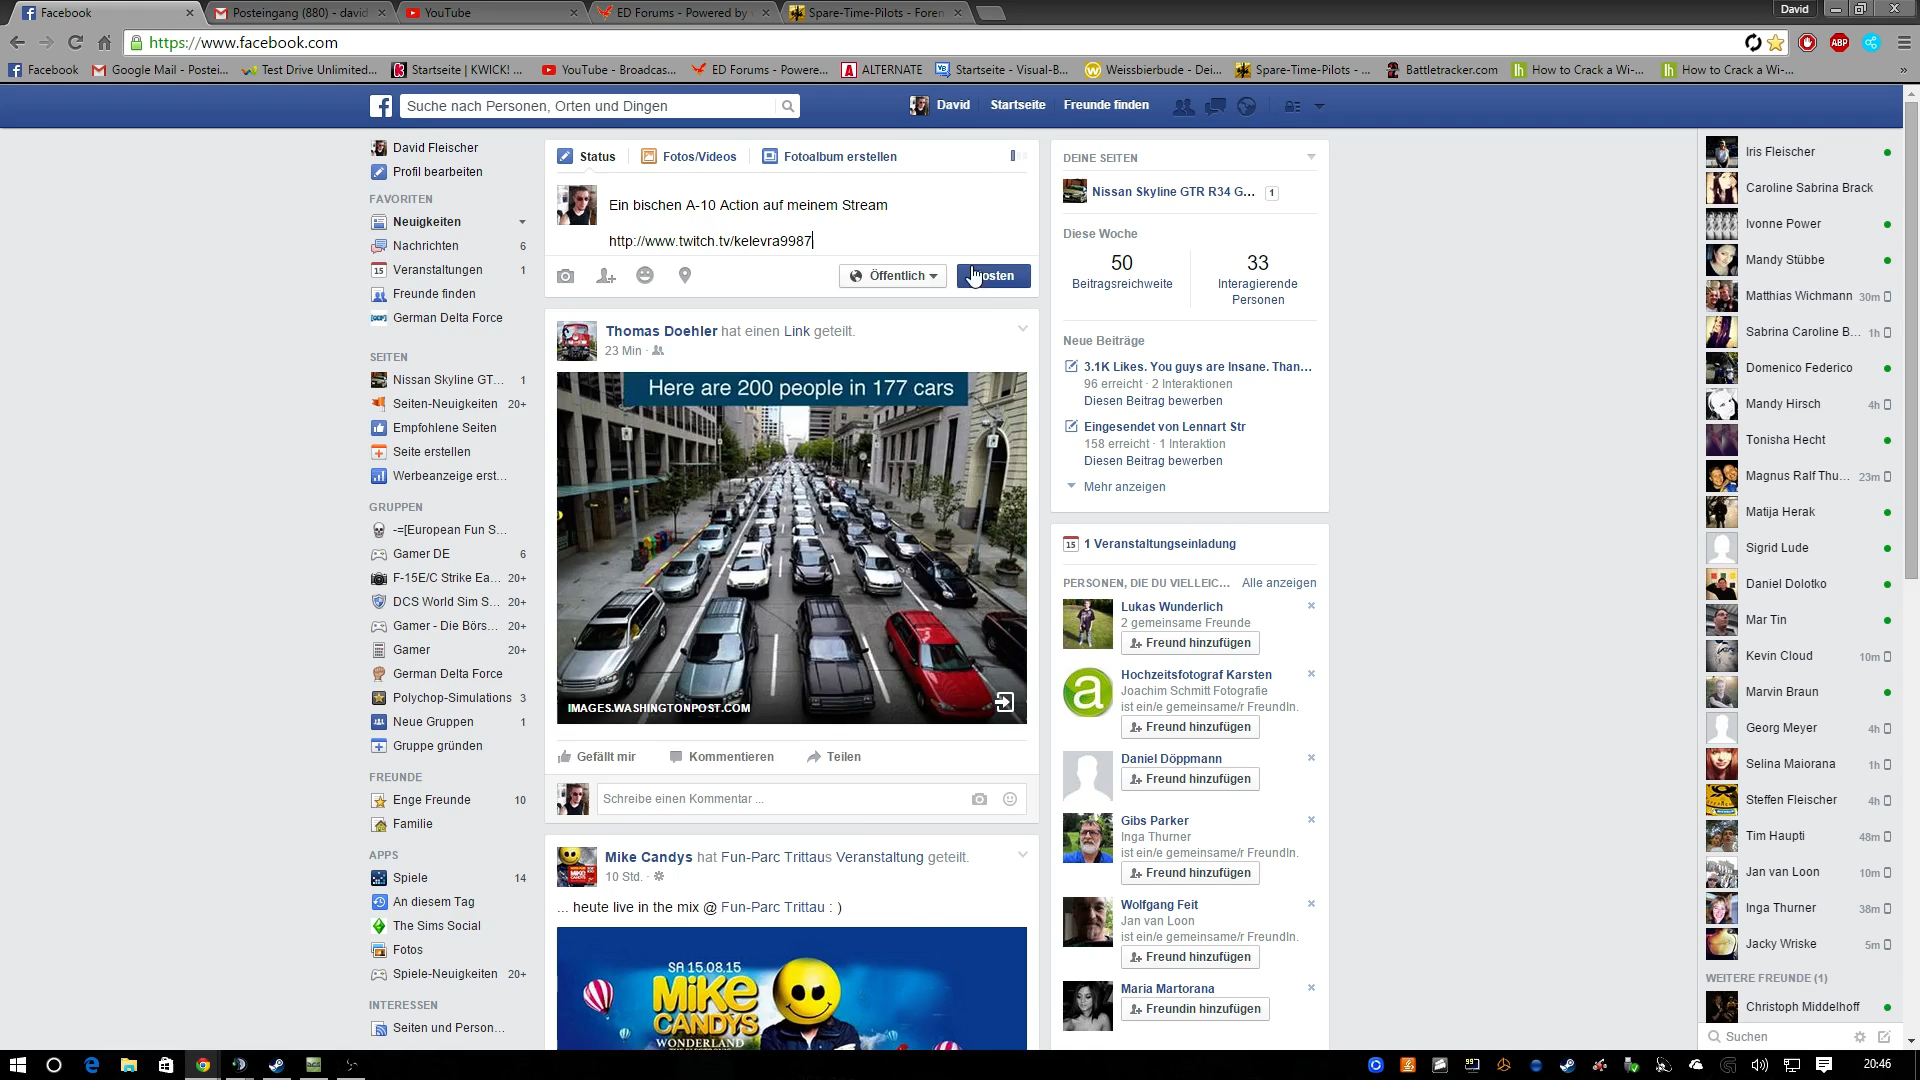 Facebook
Posteingang (880) - david
YouTube
ED Forums - Powered by
Spare-Time-Pilots - Foren
David
https://www.facebook.com
Facebook
Google Mail - Postei...
Test Drive Unlimited...
Startseite | KWICK! ...
YouTube - Broadcas...
ED Forums - Powere...
ALTERNATE
Startseite - Visual-B...
Weissbierbude - Dei...
Spare-Time-Pilots - ...
Battletracker.com
How to Crack a Wi-...
How to Crack a Wi-...
Suche nach Personen, Orten und Dingen
David
Startseite
Freunde finden
David Fleischer
Profil bearbeiten
FAVORITEN
Neuigkeiten
Nachrichten 6
Veranstaltungen 1
Freunde finden
German Delta Force
SEITEN
Nissan Skyline GT... 1
Seiten-Neuigkeiten 20+
Empfohlene Seiten
Seite erstellen
Werbeanzeige erst...
GRUPPEN
-=[European Fun S...
Gamer DE 6
F-15E/C Strike Ea... 20+
DCS World Sim S... 20+
Gamer - Die Börs... 20+
Gamer 20+
German Delta Force
Polychop-Simulations 3
Neue Gruppen 1
Gruppe gründen
FREUNDE
Enge Freunde 10
Familie
APPS
Spiele 14
An diesem Tag
The Sims Social
Fotos
Spiele-Neuigkeiten 20+
INTERESSEN
Seiten und Person...
Status
Fotos/Videos
Fotoalbum erstellen
Ein bischen A-10 Action auf meinem Stream
http://www.twitch.tv/kelevra9987
Öffentlich
osten
Thomas Doehler hat einen Link geteilt.
23 Min ·
Here are 200 people in 177 cars
IMAGES.WASHINGTONPOST.COM
Gefällt mir
Kommentieren
Teilen
Schreibe einen Kommentar ...
Mike Candys hat Fun-Parc Trittaus Veranstaltung geteilt.
10 Std. ·
... heute live in the mix @ Fun-Parc Trittau : )
SA 15.08.15
MiKE
CANDYS
WONDERLAND
DEINE SEITEN
Nissan Skyline GTR R34 G... 1
Diese Woche
50
Beitragsreichweite
33
Interagierende
Personen
Neue Beiträge
3.1K Likes. You guys are Insane. Than...
96 erreicht · 2 Interaktionen
Diesen Beitrag bewerben
Eingesendet von Lennart Str
158 erreicht · 1 Interaktion
Diesen Beitrag bewerben
Mehr anzeigen
1 Veranstaltungseinladung
PERSONEN, DIE DU VIELLEIC... Alle anzeigen
Lukas Wunderlich
2 gemeinsame Freunde
Freund hinzufügen
Hochzeitsfotograf Karsten
Joachim Schmitt Fotografie
ist ein/e gemeinsame/r FreundIn.
Freund hinzufügen
Daniel Döppmann
Freund hinzufügen
Gibs Parker
Inga Thurner
ist ein/e gemeinsame/r FreundIn.
Freund hinzufügen
Wolfgang Feit
Jan van Loon
ist ein/e gemeinsame/r FreundIn.
Freund hinzufügen
Maria Martorana
Freundin hinzufügen
Iris Fleischer
Caroline Sabrina Brack
Ivonne Power
Mandy Stübbe
Matthias Wichmann 30m
Sabrina Caroline B... 1h
Domenico Federico
Mandy Hirsch 4h
Tonisha Hecht
Magnus Ralf Thu... 23m
Matija Herak
Sigrid Lude
Daniel Dolotko
Mar Tin
Kevin Cloud 10m
Marvin Braun
Georg Meyer 4h
Selina Maiorana 1h
Steffen Fleischer 4h
Tim Haupti 48m
Jan van Loon 10m
Inga Thurner 38m
Jacky Wriske 5m
WEITERE FREUNDE (1)
Christoph Middelhoff
Suchen
20:46